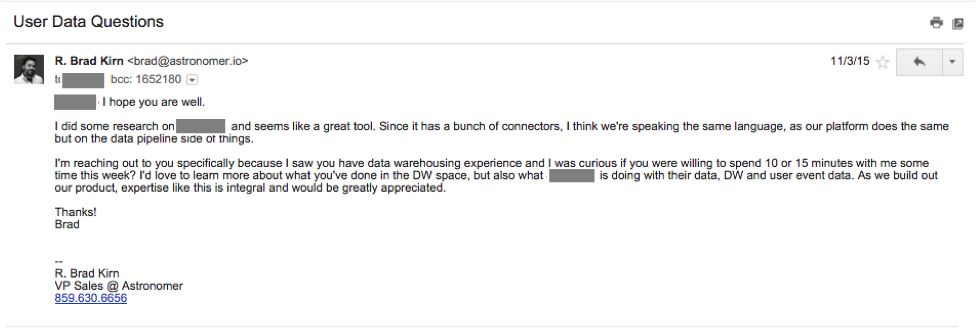 User Data Questions
R. Brad Kirn <brad@astronomer.io>
11/3/15
bcc: 1652180
I hope you are well.
I did some research on and seems like a great tool. Since it has a bunch of connectors, I think we're speaking the same language, as our platform does the same
but on the data pipeline side of things.
I'm reaching out to you specifically because I saw you have data warehousing experience and I was curious if you were willing to spend 10 or 15 minutes with me some
time this week? I'd love to learn more about what you've done in the DW space, but also what is doing with their data, DW and user event data. As we build out
our product, expertise like this is integral and would be greatly appreciated.
Thanks!
Brad
--
R. Brad Kirn
VP Sales @ Astronomer
859.630.6656